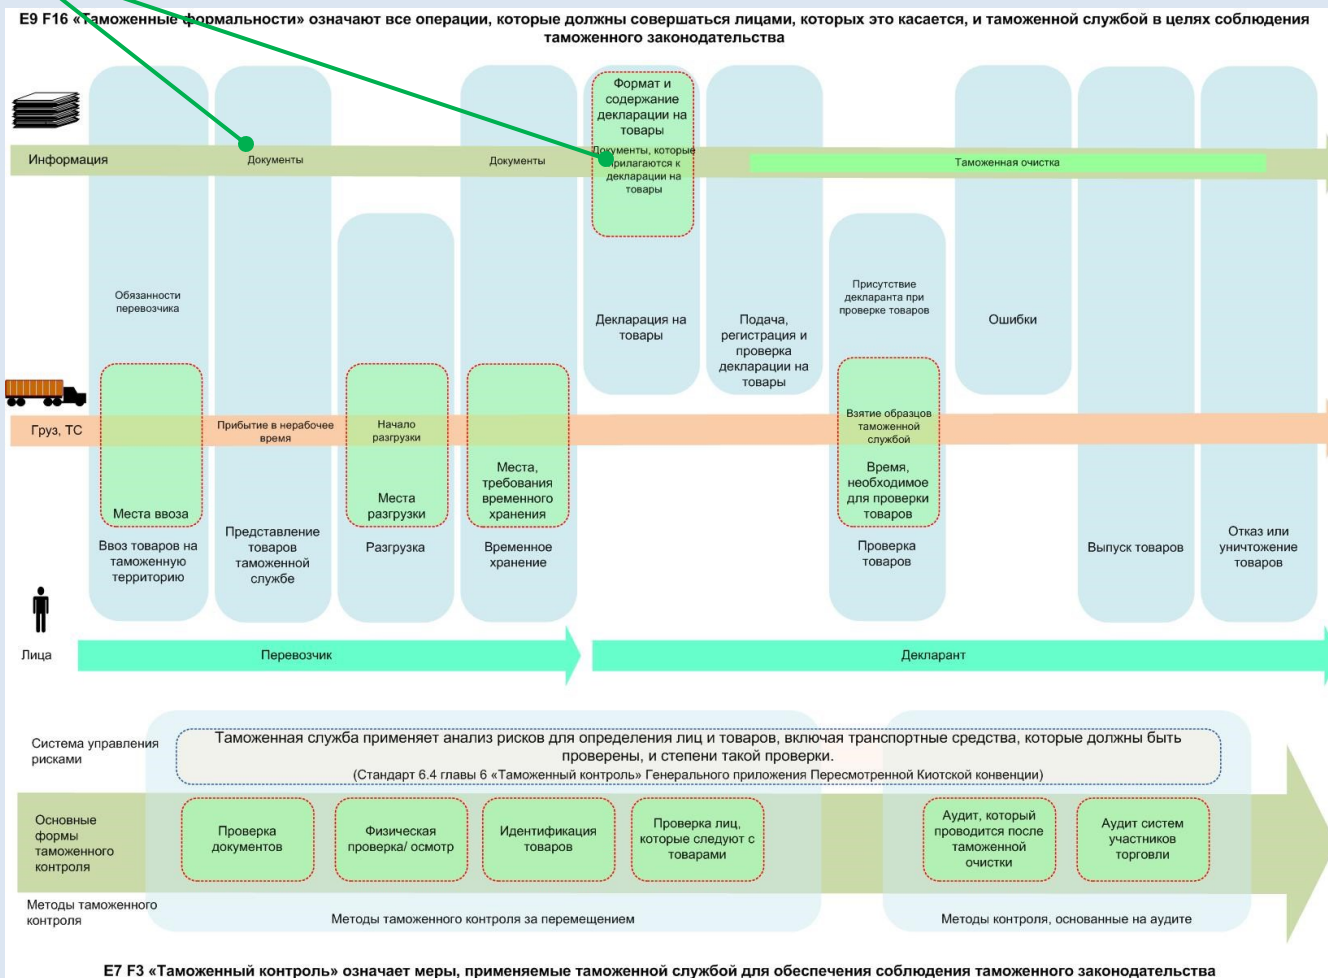 E9 F16 «Таможенные формальности» означают все операции, которые должны совершаться лицами, которых это касается, и таможенной службой в целях соблюдения
таможенного законодательства
Формат и
содержание
декларации на
товары
Документы, которые
прилагаются к
декларации на
товары
Информация
Документы
Документы
Таможенная очистка
Обязанности
перевозчика
Декларация на
товары
Подача,
регистрация и
проверка
декларации на
товары
Присутствие
декларанта при
проверке товаров
Ошибки
Груз, ТС
Прибытие в нерабочее
время
Начало
разгрузки
Взятие образцов
таможенной
службой
Места ввоза
Места
разгрузки
Места,
требования
временного
хранения
Время,
необходимое
для проверки
товаров
Ввоз товаров на
таможенную
территорию
Представление
товаров
таможенной
службе
Разгрузка
Временное
хранение
Проверка
товаров
Выпуск товаров
Отказ или
уничтожение
товаров
Лица
Перевозчик
Декларант
Система управления
рисками
Таможенная служба применяет анализ рисков для определения лиц и товаров, включая транспортные средства, которые должны быть
проверены, и степени такой проверки.
(Стандарт 6.4 главы 6 «Таможенный контроль» Генерального приложения Пересмотренной Киотской конвенции)
Основные
формы
таможенного
контроля
Проверка
документов
Физическая
проверка/ осмотр
Идентификация
товаров
Проверка лиц,
которые следуют с
товарами
Аудит, который
проводится после
таможенной
очистки
Аудит систем
участников
торговли
Методы таможенного
контроля
Методы таможенного контроля за перемещением
Методы контроля, основанные на аудите
E7 F3 «Таможенный контроль» означает меры, применяемые таможенной службой для обеспечения соблюдения таможенного законодательства